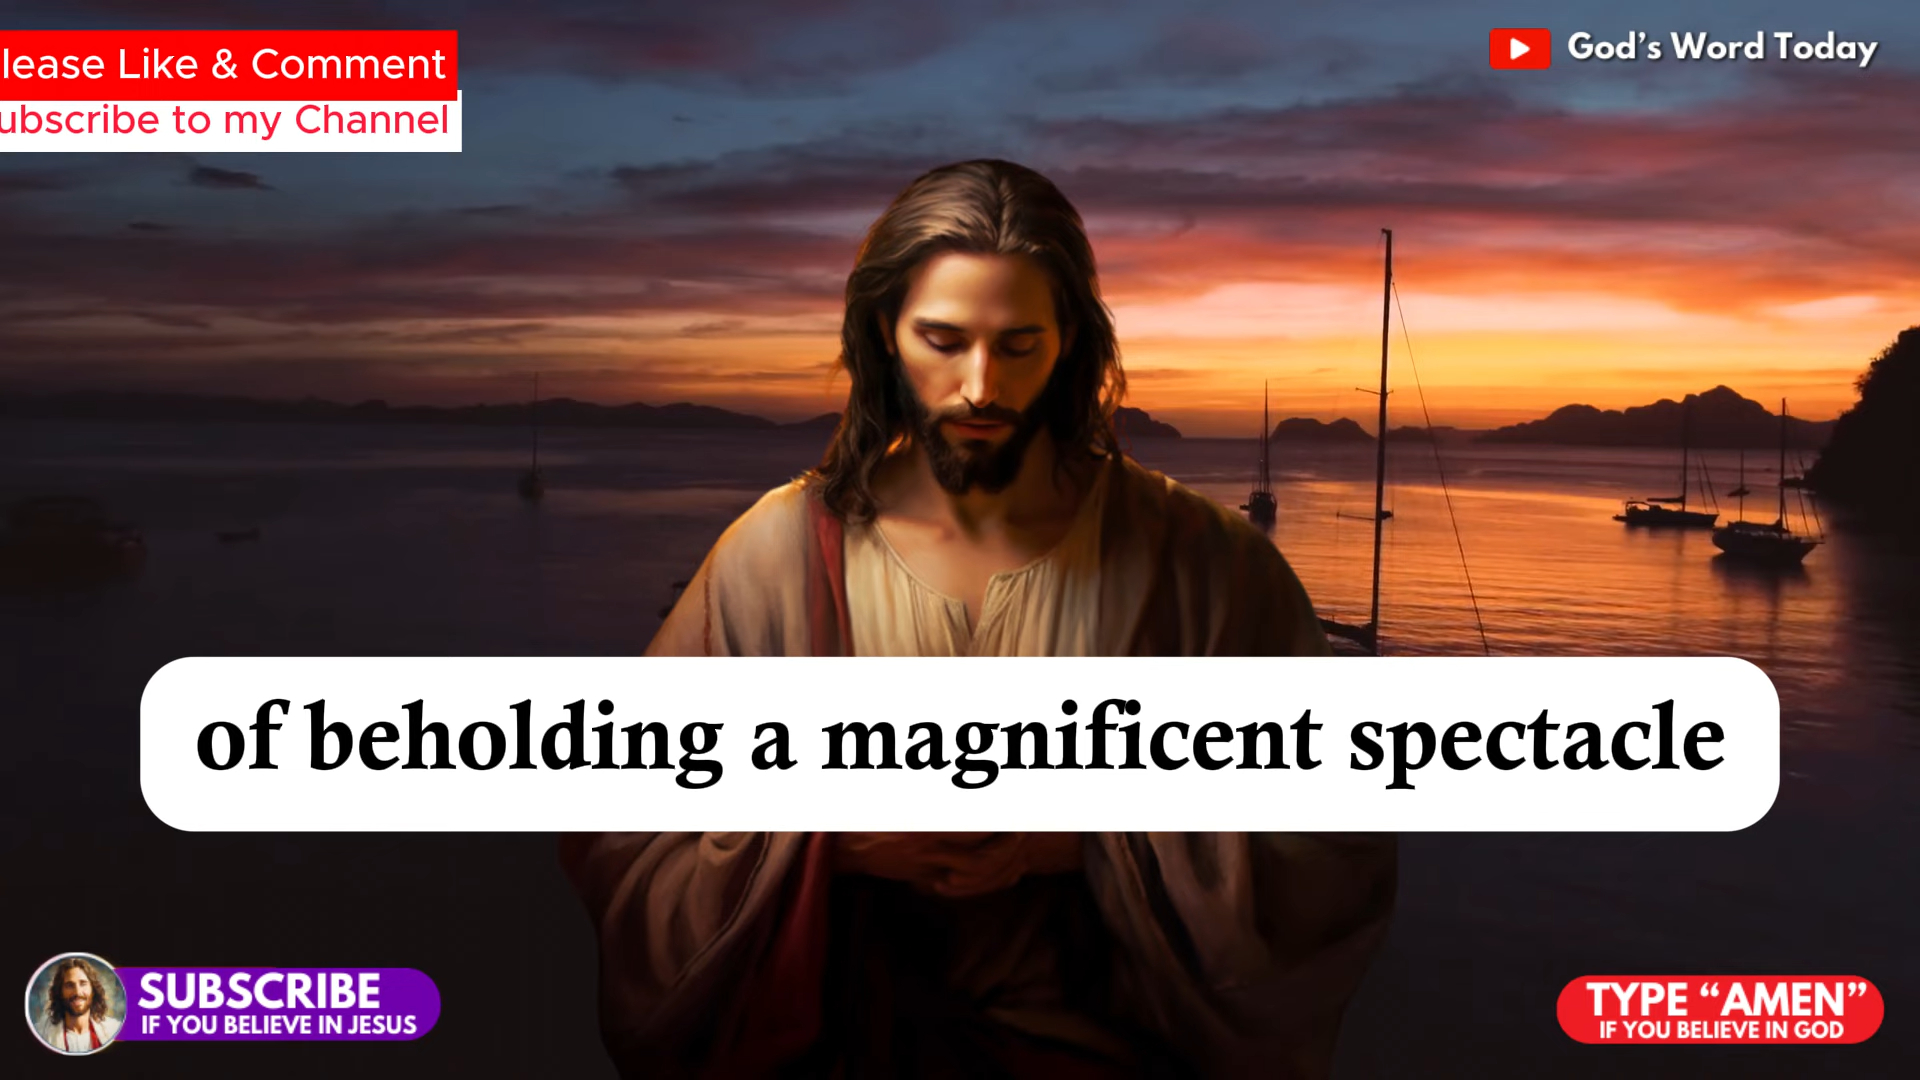 lease Like & Comment
ubscribe to my Channel
God's Word Today
of beholding a magnificent spectacle
SUBSCRIBE
IF YOU BELIEVE IN JESUS
TYPE “AMEN”
IF YOU BELIEVE IN GOD